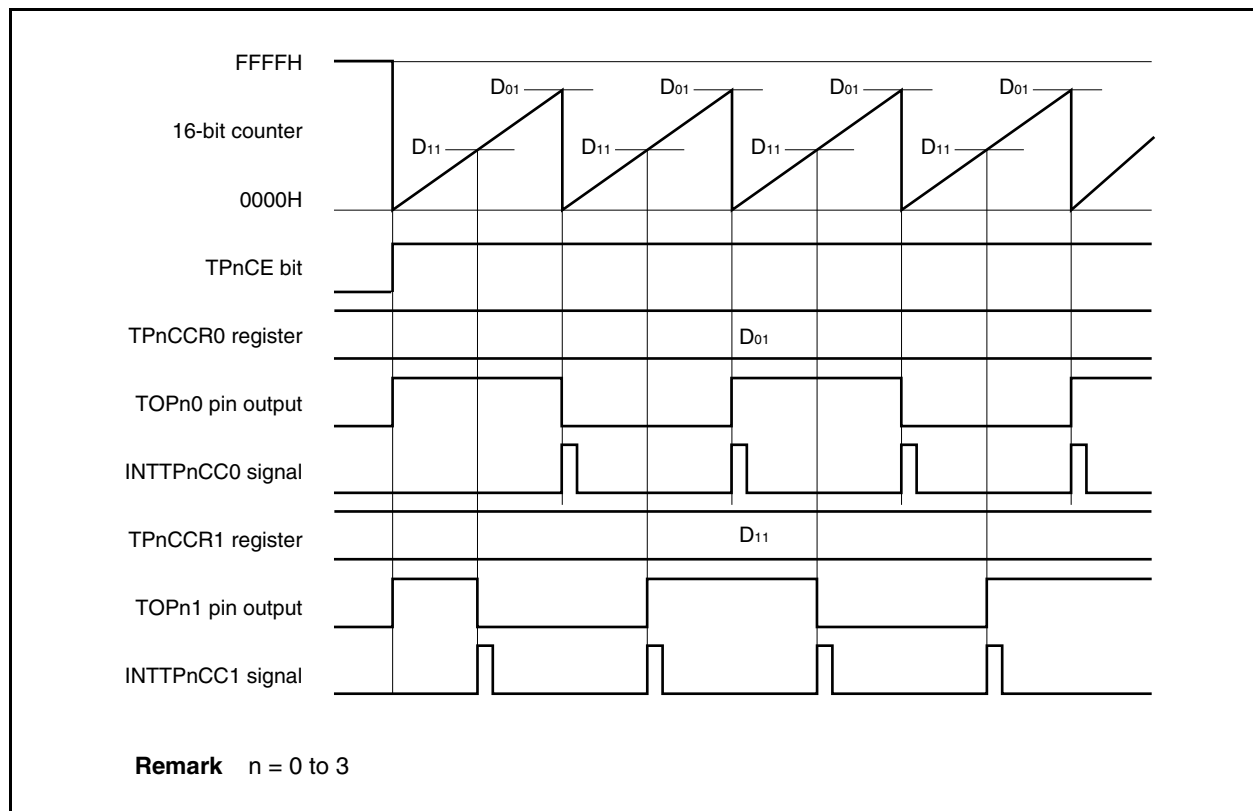 FFFFH
D01 D01 D01 D01
16-bit counter
D11 D11 D11 D11
0000H
TPnCE bit
TPnCCR0 register D01
TOPn0 pin output
INTTPnCC0 signal
TPnCCR1 register D11
TOPn1 pin output
INTTPnCC1 signal
Remark n = 0 to 3